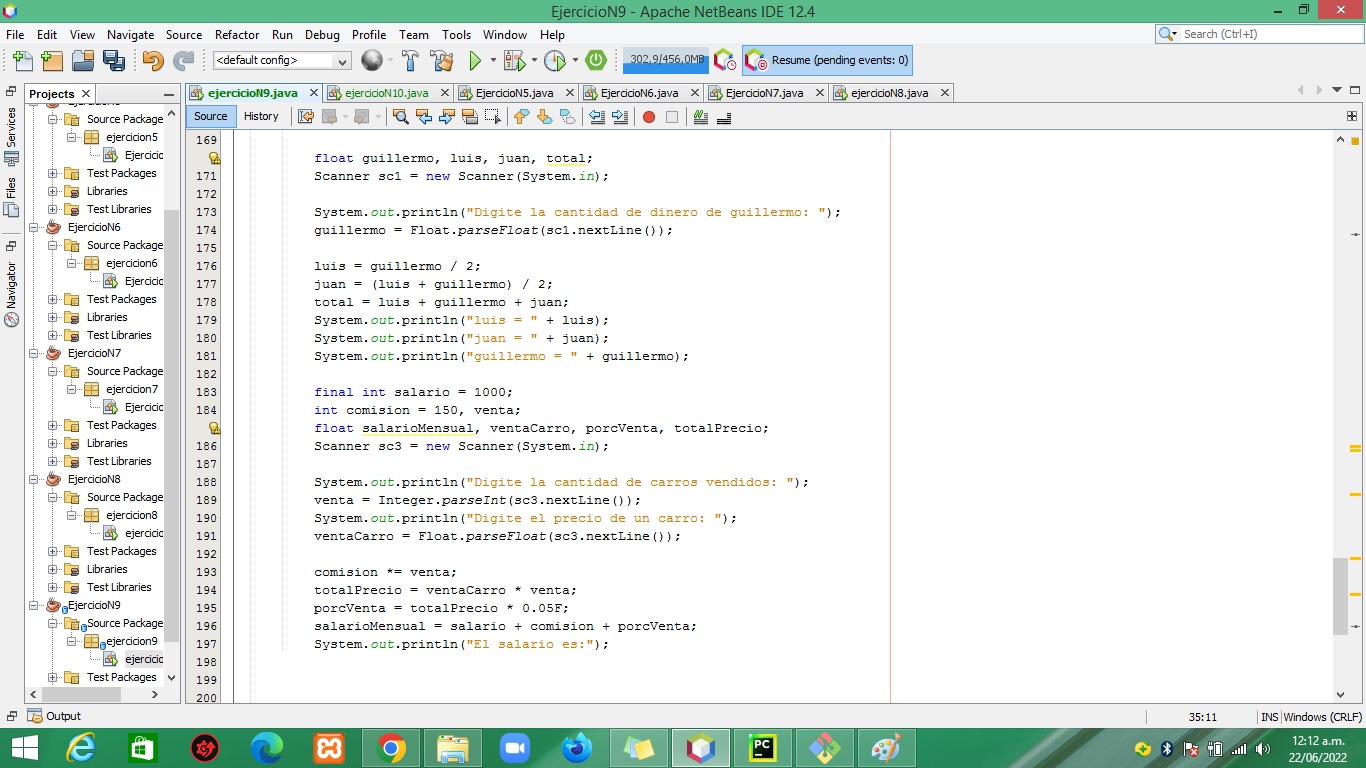 EjercicioN9 - Apache NetBeans IDE 12.4
File Edit View Navigate Source Refactor Run Debug Profile Team Tools Window Help
Search (Ctrl+I)
<default config>
302,9/456,0MB
Resume (pending events: 0)
Projects
ejercicioN9.java ejercicioN10.java EjercicioN5.java EjercicioN6.java EjercicioN7.java ejercicioN8.java
Source History
Services
Files
Navigator
Source Package
ejercicion5
Ejercicio
Test Packages
Libraries
Test Libraries
EjercicioN6
Source Package
ejercicion6
Ejercicio
Test Packages
Libraries
Test Libraries
EjercicioN7
Source Package
ejercicion7
Ejercicio
Test Packages
Libraries
Test Libraries
EjercicioN8
Source Package
ejercicion8
ejercicio
Test Packages
Libraries
Test Libraries
EjercicioN9
Source Package
ejercicion9
ejercicio
Test Packages
169
float guillermo, luis, juan, total;
171 Scanner sc1 = new Scanner(System.in);
172
173 System.out.println("Digite la cantidad de dinero de guillermo: ");
174 guillermo = Float.parseFloat(sc1.nextLine());
175
176 luis = guillermo / 2;
177 juan = (luis + guillermo) / 2;
178 total = luis + guillermo + juan;
179 System.out.println("luis = " + luis);
180 System.out.println("juan = " + juan);
181 System.out.println("guillermo = " + guillermo);
182
183 final int salario = 1000;
184 int comision = 150, venta;
float salarioMensual, ventaCarro, porcVenta, totalPrecio;
186 Scanner sc3 = new Scanner(System.in);
187
188 System.out.println("Digite la cantidad de carros vendidos: ");
189 venta = Integer.parseInt(sc3.nextLine());
190 System.out.println("Digite el precio de un carro: ");
191 ventaCarro = Float.parseFloat(sc3.nextLine());
192
193 comision *= venta;
194 totalPrecio = ventaCarro * venta;
195 porcVenta = totalPrecio * 0.05F;
196 salarioMensual = salario + comision + porcVenta;
197 System.out.println("El salario es:");
198
199
200
Output
35:11 INS Windows (CRLF)
PC
12:12 a.m.
22/06/2022